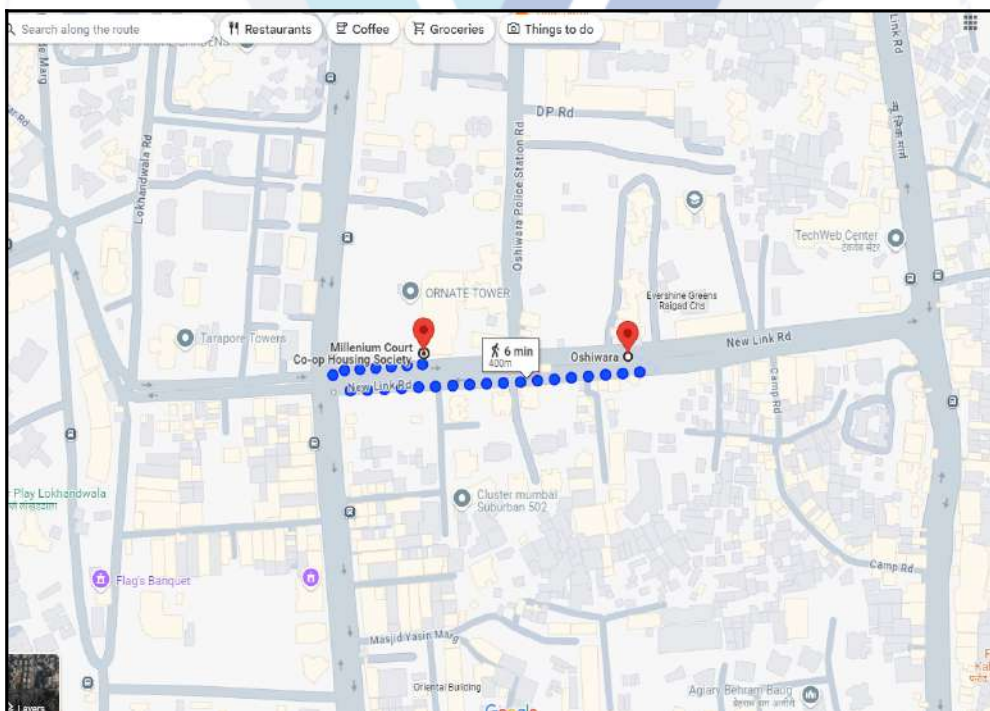 Search along the route
Restaurants
Coffee
Groceries
Things to do
Link Rd
DP Rd
Lokhandwala Rd
Oshiwara Police Station Rd
TechWeb Center
ORNATE TOWER
Evershine Greens
Raigad Chs
Tarapore Towers
Millenium Court
Co-op Housing Society
6 min
400m
Oshiwara
New Link Rd
New Link Rd
Camp Rd
Play Lokhandwala
Cluster mumbai
Suburban 502
Flag's Banquet
Camp Rd
Masjid Yasin Marg
Oriental Building
Agiary Behram Baug
Google
Layers